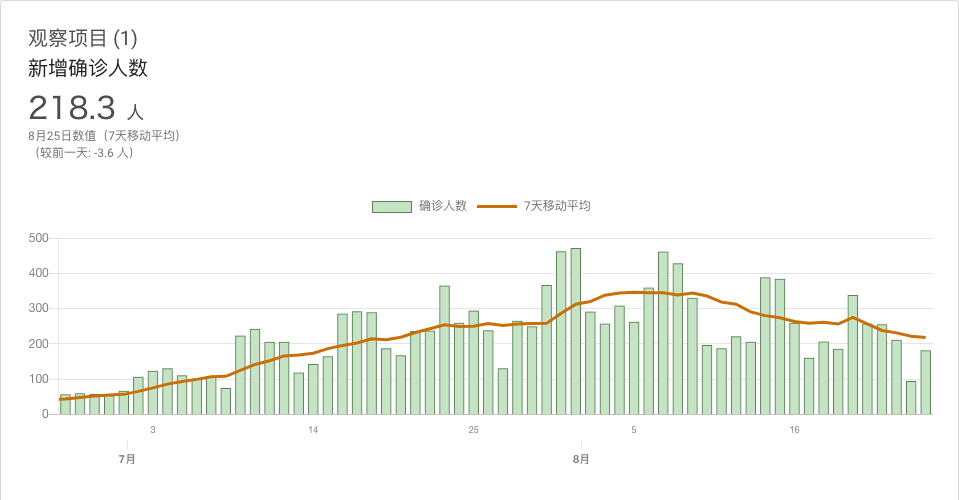 观察项目 (1)
新增确诊人数
218.3 人
8月25日数值（7天移动平均）
（较前一天: -3.6 人）
确诊人数 7天移动平均
500
400
300
200
100
0
3 14 25 5 16
7月 8月